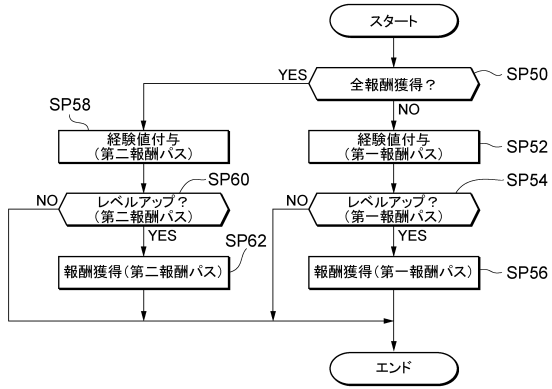 スタート
全報酬獲得？
SP50
YES
NO
SP58
経験値付与
(第二報酬パス)
経験値付与
(第一報酬パス)
SP52
SP60
SP54
NO
レベルアップ？
(第二報酬パス)
NO
レベルアップ？
(第一報酬パス)
YES
YES
SP62
報酬獲得(第二報酬パス)
報酬獲得(第一報酬パス)
SP56
エンド